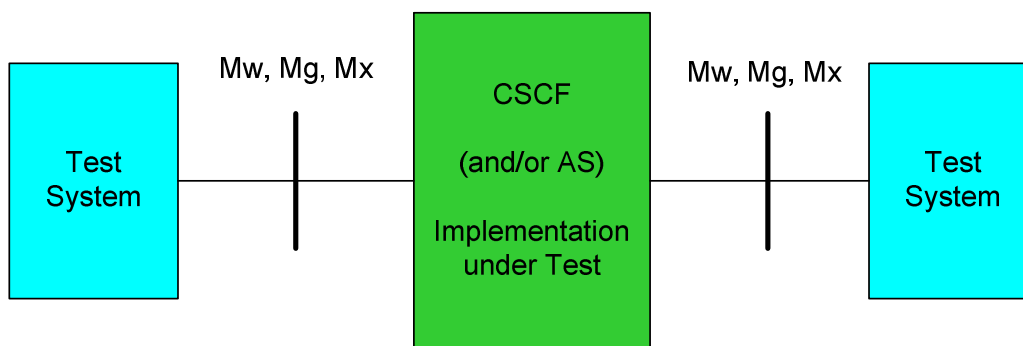 Test
System
Mw, Mg, Mx
CSCF
(and/or AS)
Implementation
under Test
Mw, Mg, Mx
Test
System